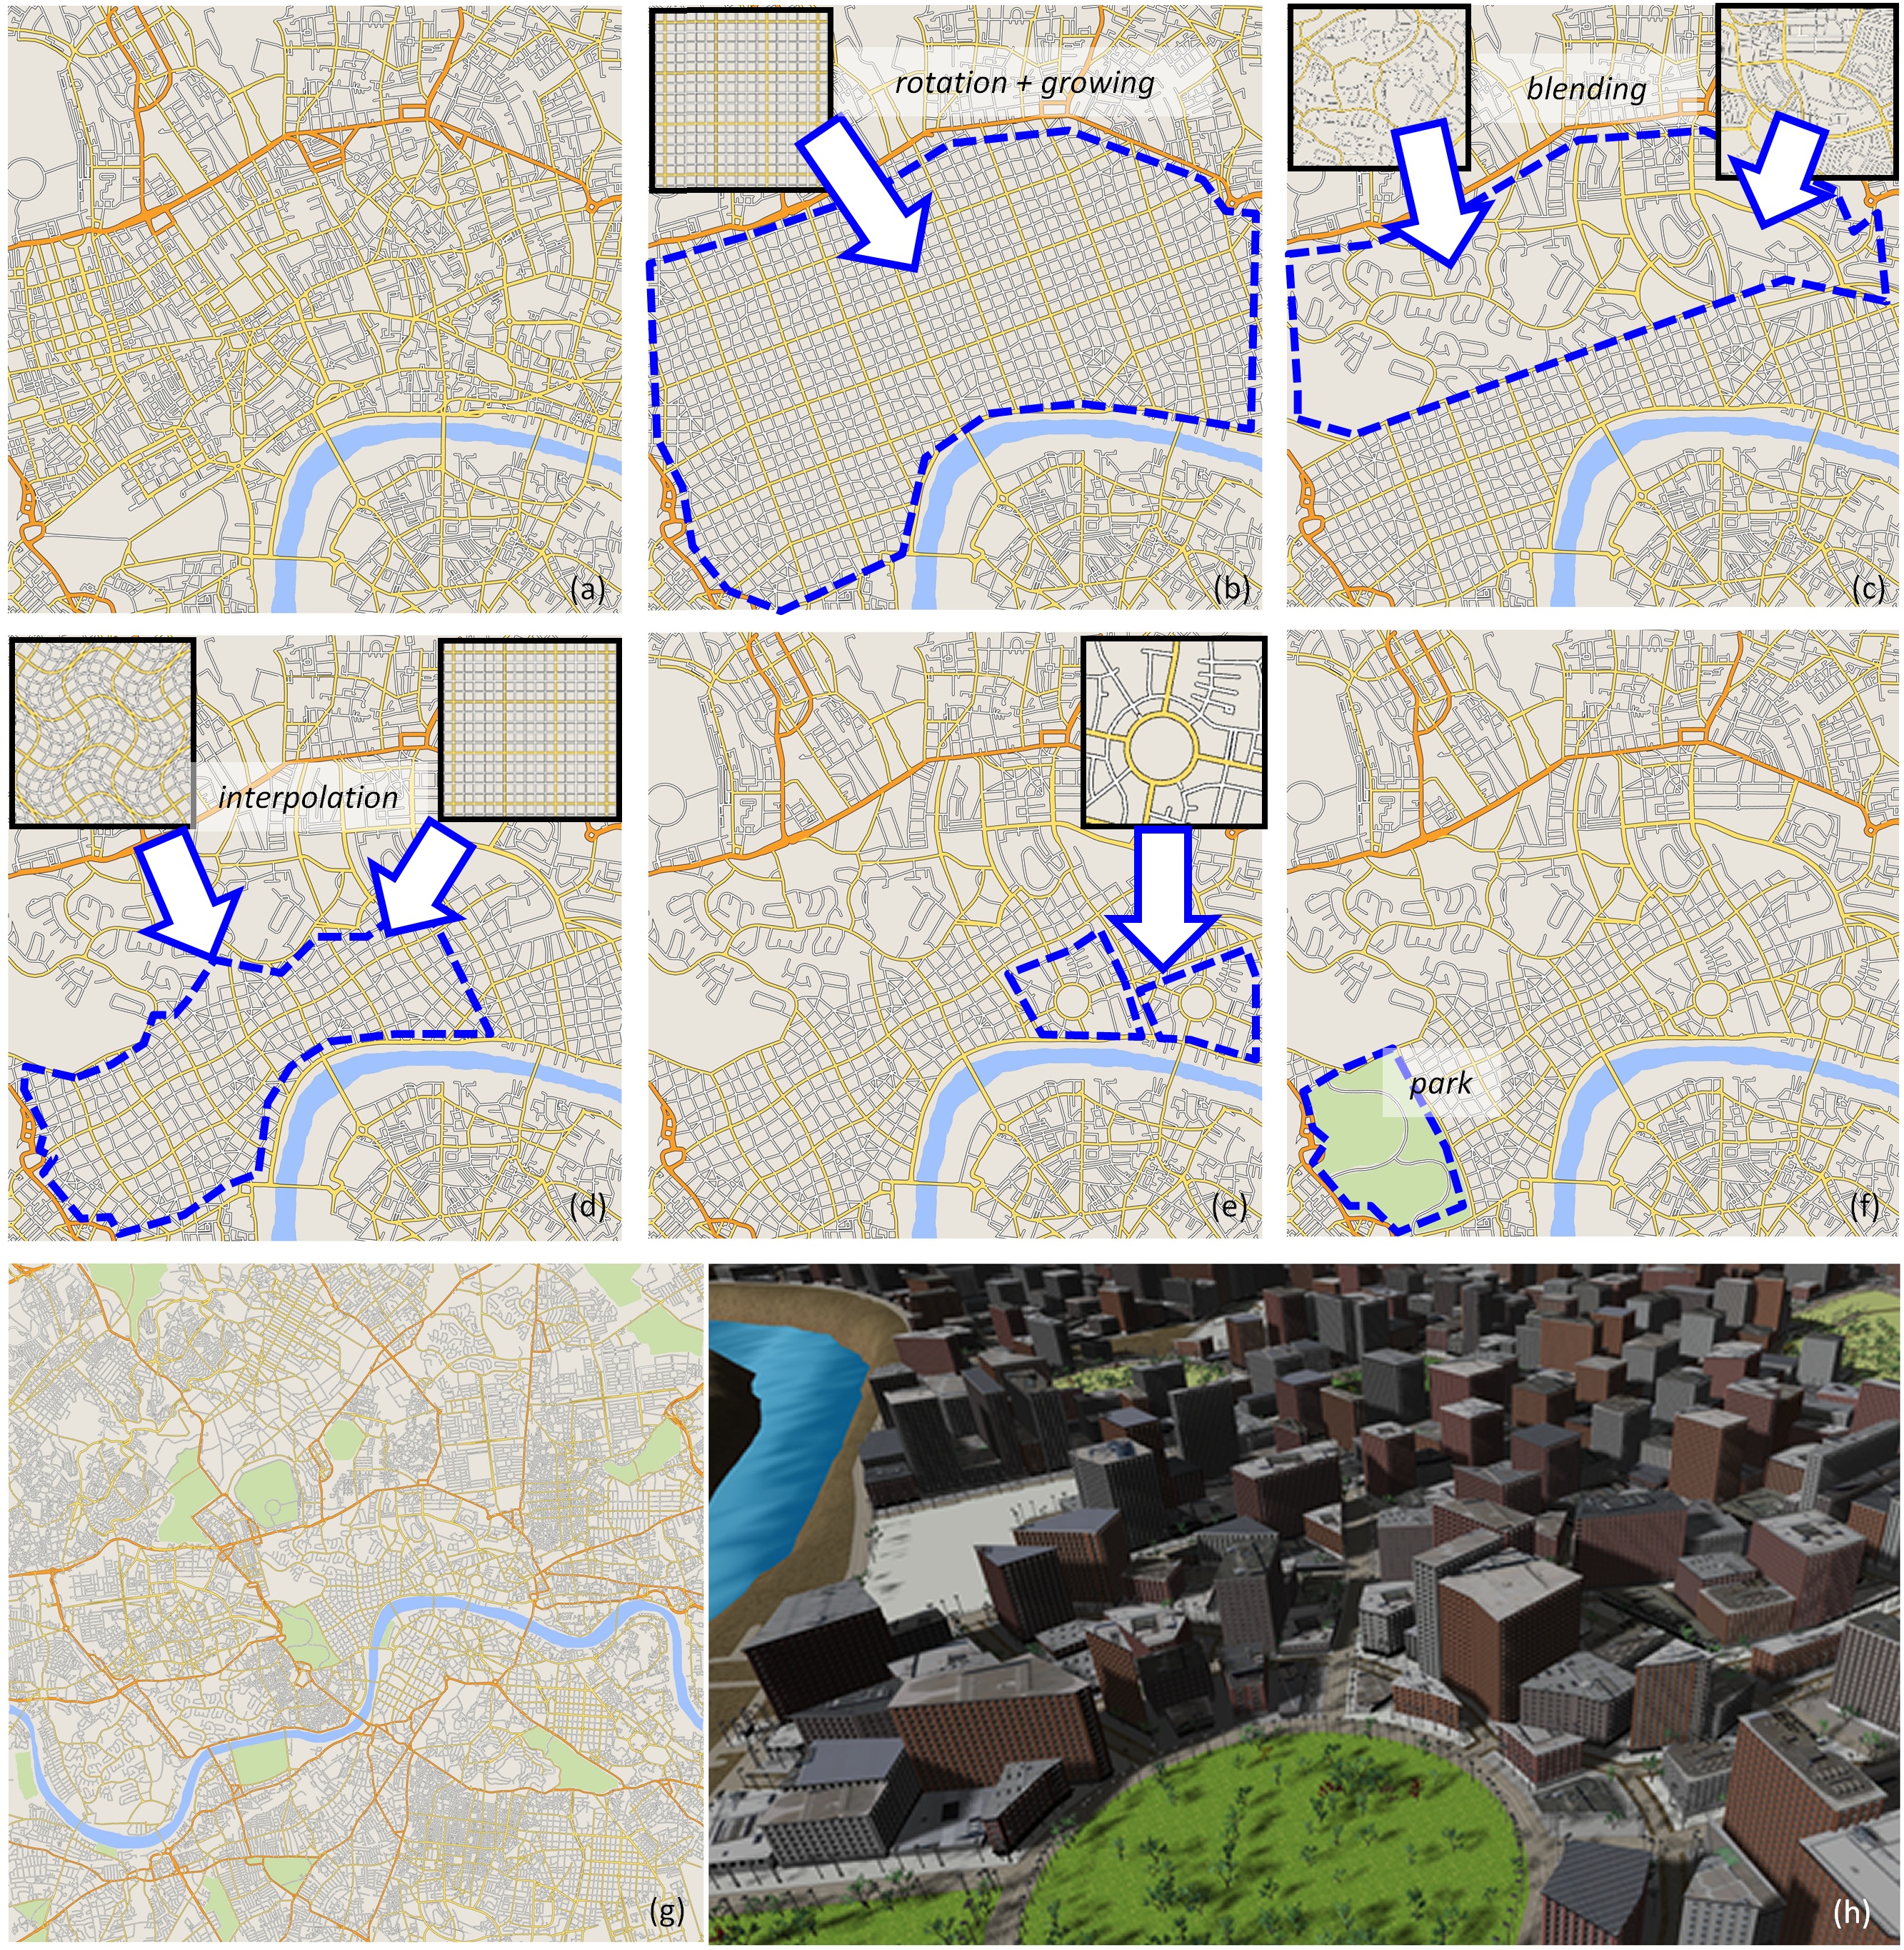 rotation + growing
blending
(a)
(b)
(c)
interpolation
(d)
(e)
park
(f)
(g)
(h)